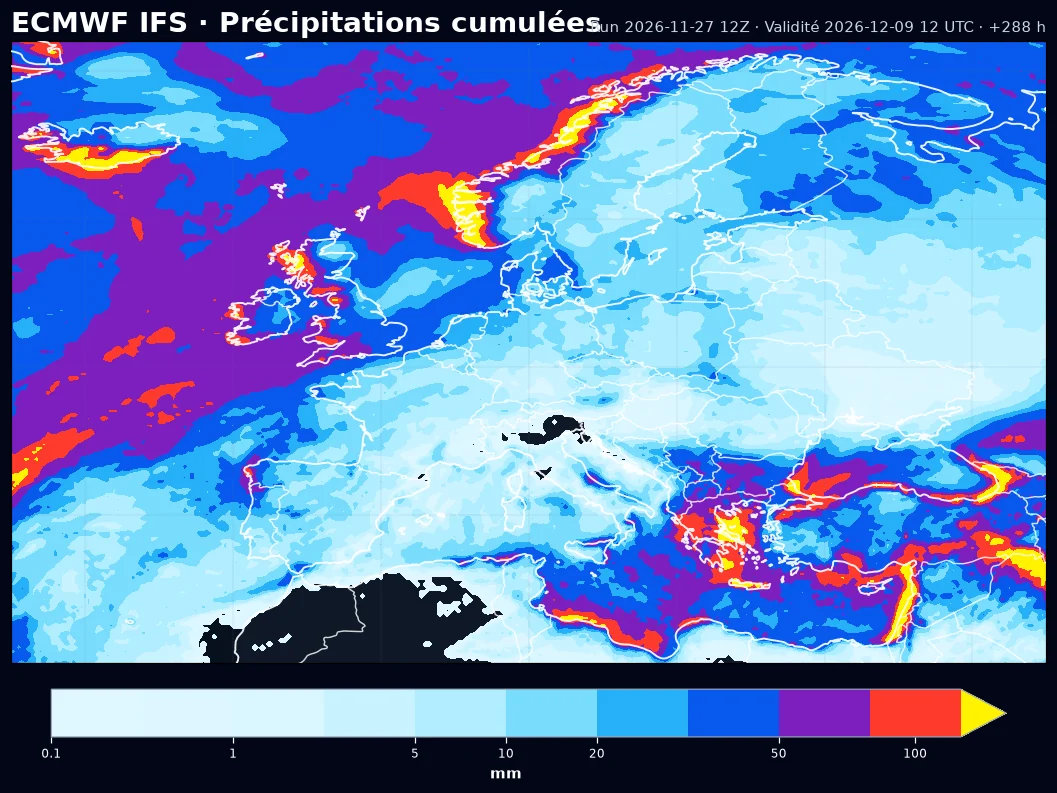 ECMWF IFS · Précipitations cumulées
Run 2026-11-27 12Z · Validité 2026-12-09 12 UTC · +288 h
0.1 1 5 10 20 50 100
mm